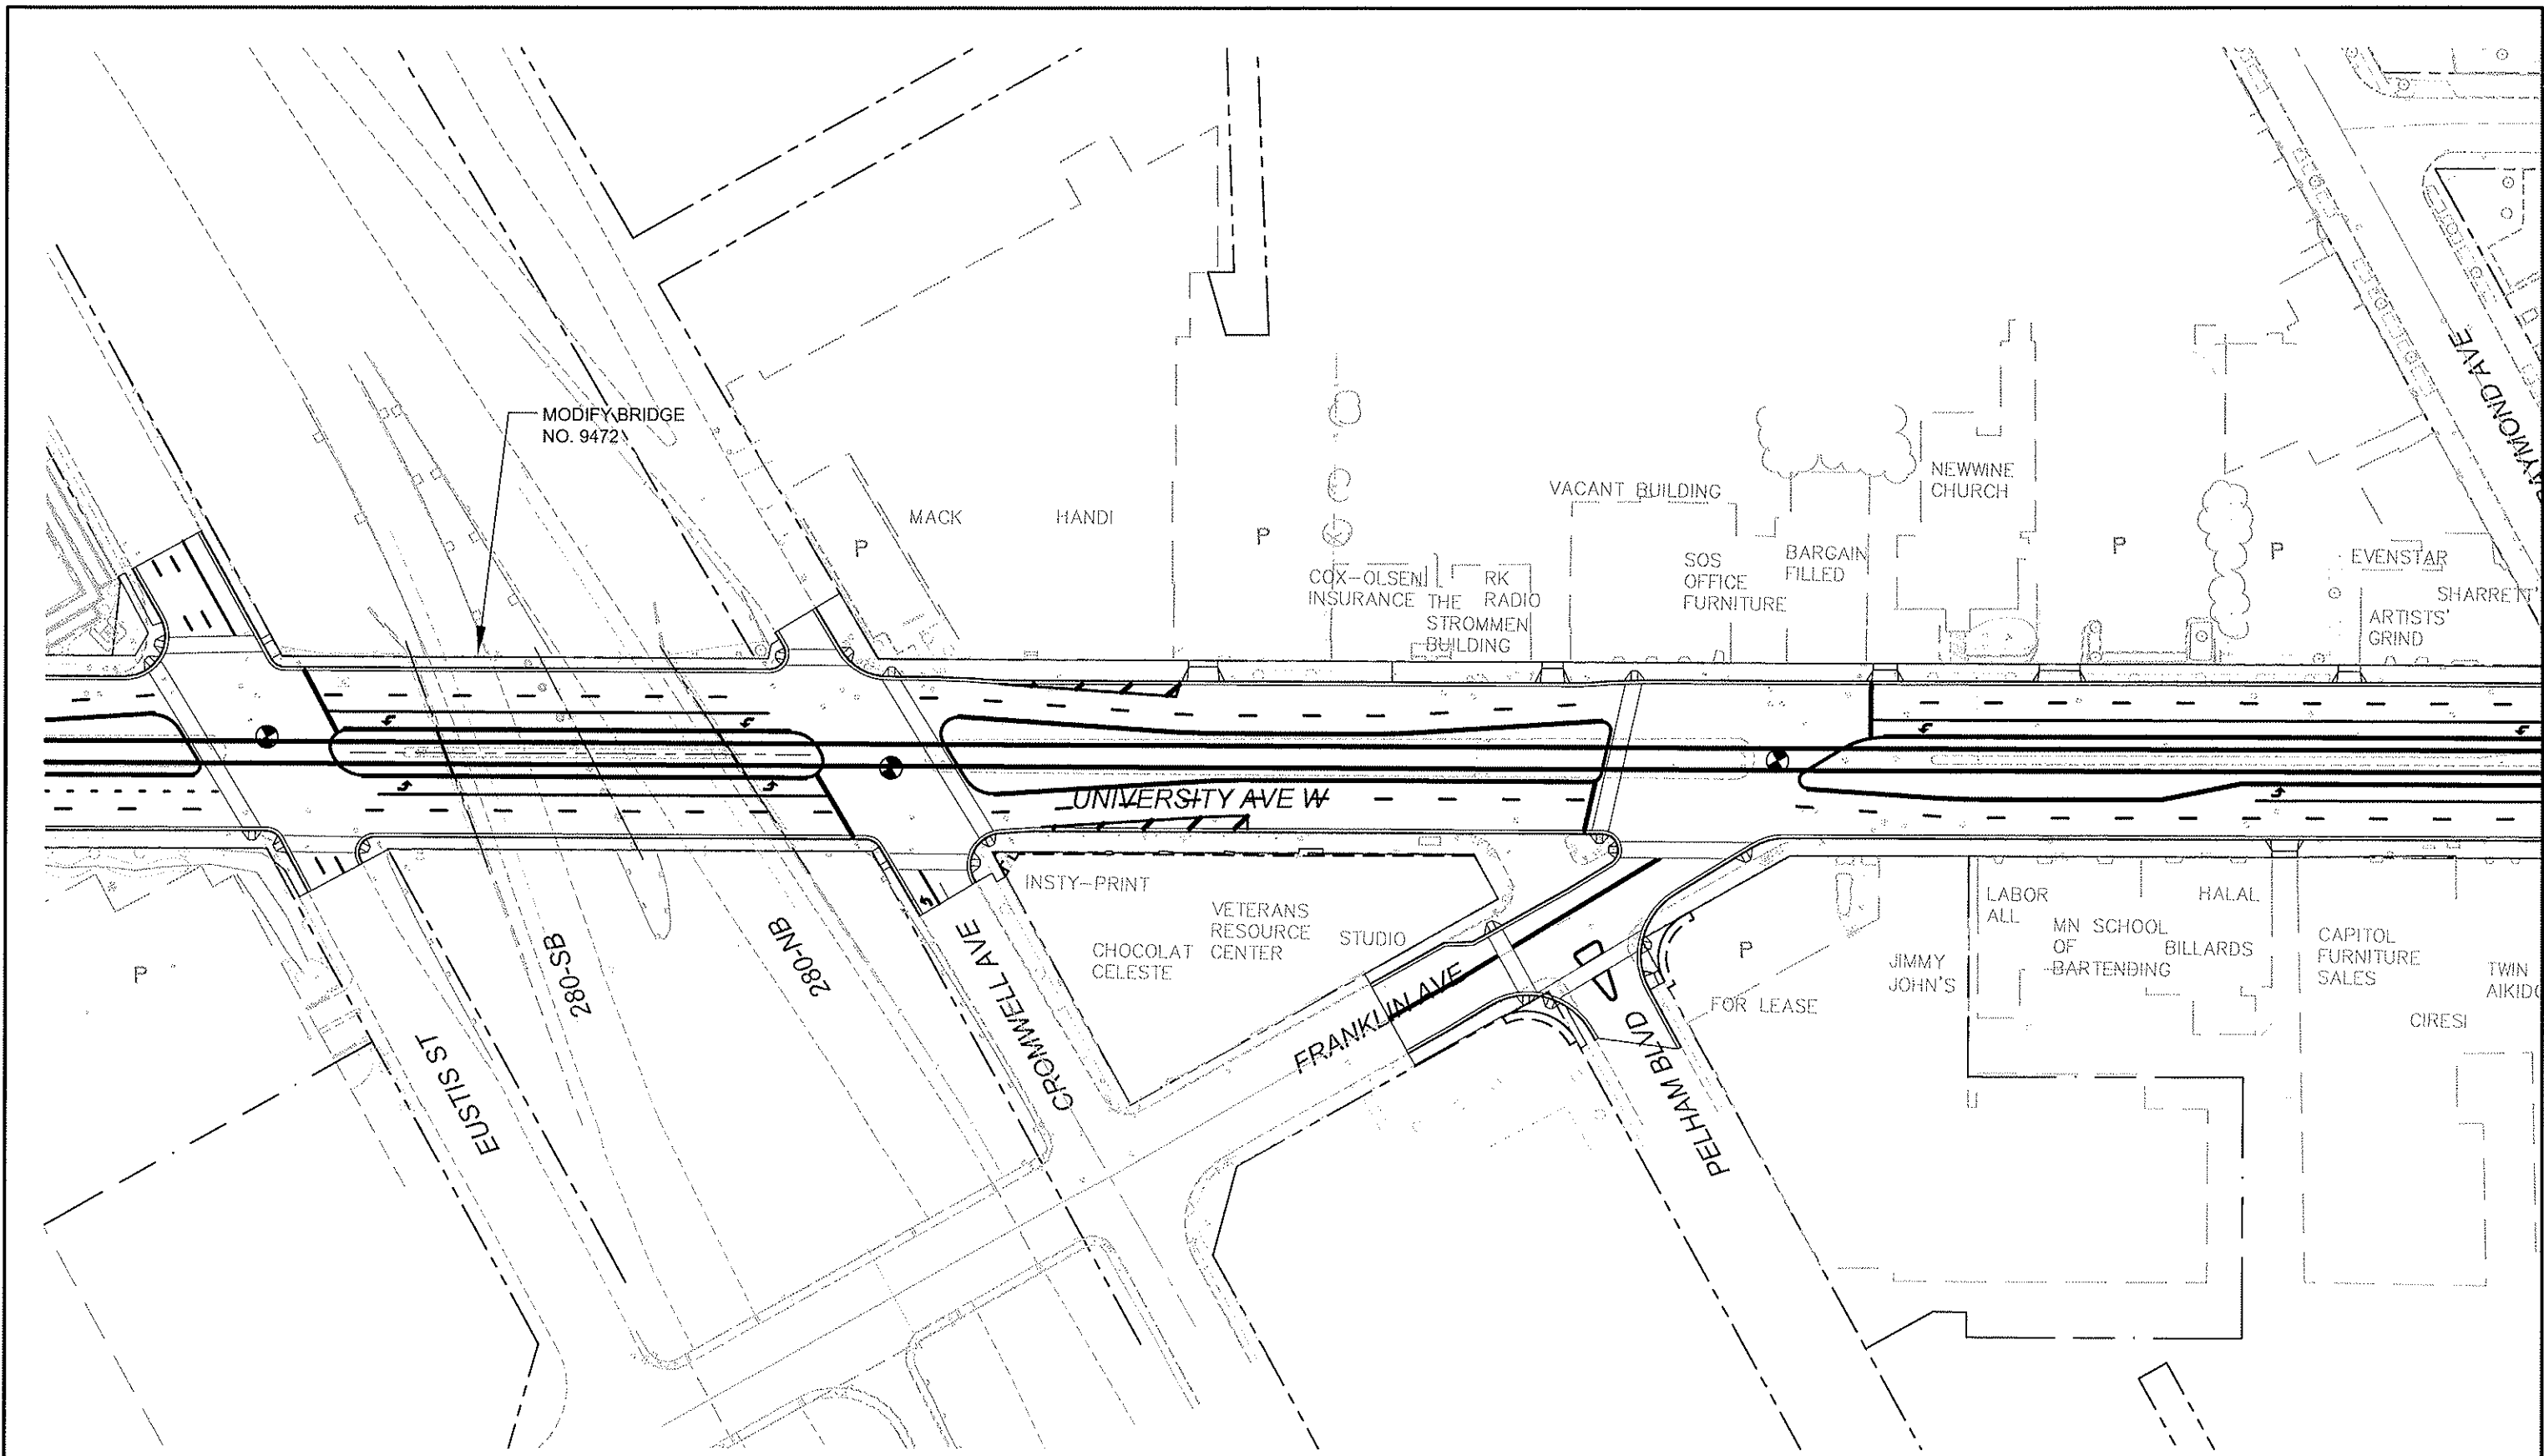 MODIFY BRIDGE
NO. 9472
RAYMOND AVE
MACK
HANDI
P
P
COX-OLSEN
INSURANCE
THE
STROMMEN
BUILDING
RK
RADIO
VACANT BUILDING
SOS
OFFICE
FURNITURE
BARGAIN
FILLED
NEWWINE
CHURCH
P
P
EVENSTAR
SHARRETT'
ARTISTS'
GRIND
UNIVERSITY AVE W
P
EUSTIS ST
280-SB
280-NB
CROMWELL AVE
INSTY-PRINT
CHOCOLAT
CELESTE
VETERANS
RESOURCE
CENTER
STUDIO
FRANKLIN AVE
PELHAM BLVD
P
FOR LEASE
JIMMY
JOHN'S
LABOR
ALL
MN SCHOOL
OF
BARTENDING
HALAL
BILLARDS
CAPITOL
FURNITURE
SALES
CIRESI
TWIN
AIKIDO